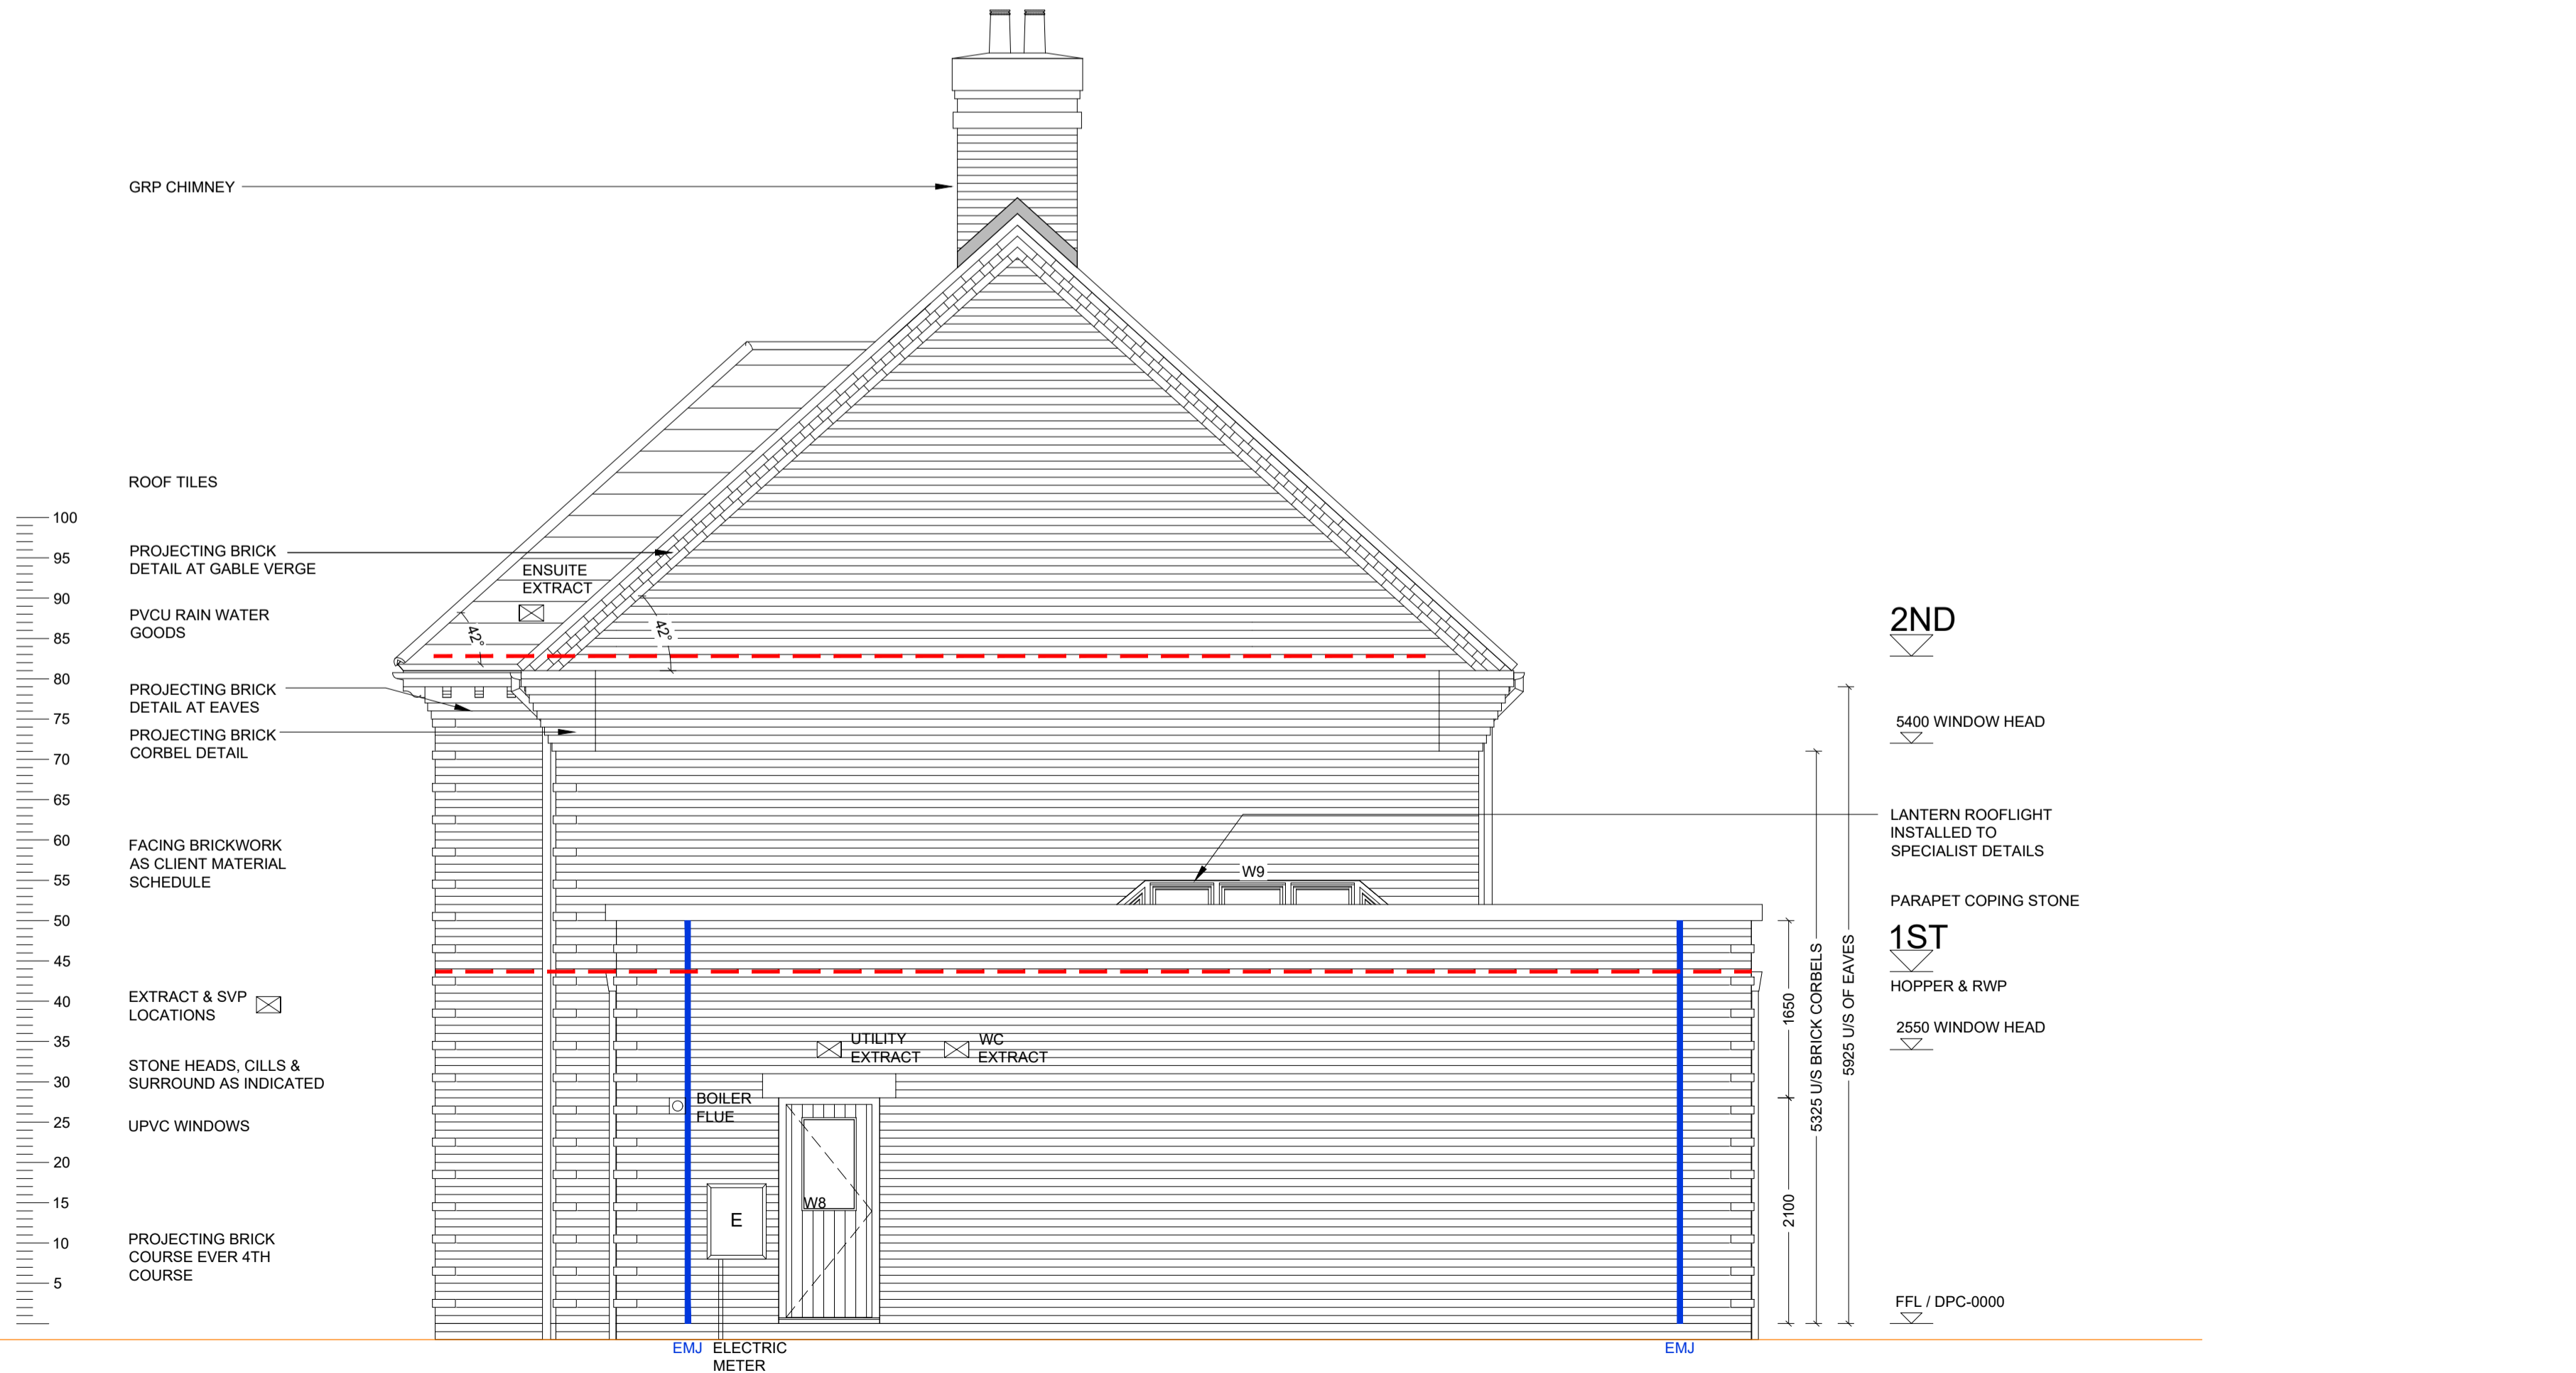 GRP CHIMNEY
ROOF TILES
100
95
90
85
80
75
70
65
60
55
50
45
40
35
30
25
20
15
10
5
PROJECTING BRICK
DETAIL AT GABLE VERGE
PVCU RAIN WATER
GOODS
PROJECTING BRICK
DETAIL AT EAVES
PROJECTING BRICK
CORBEL DETAIL
FACING BRICKWORK
AS CLIENT MATERIAL
SCHEDULE
EXTRACT & SVP
LOCATIONS
STONE HEADS, CILLS &
SURROUND AS INDICATED
UPVC WINDOWS
PROJECTING BRICK
COURSE EVER 4TH
COURSE
ENSUITE
EXTRACT
42°
42°
W9
UTILITY
EXTRACT
WC
EXTRACT
BOILER
FLUE
W8
E
EMJ
ELECTRIC
METER
EMJ
1650
2100
5325 U/S BRICK CORBELS
5925 U/S OF EAVES
2ND
5400 WINDOW HEAD
LANTERN ROOFLIGHT
INSTALLED TO
SPECIALIST DETAILS
PARAPET COPING STONE
1ST
HOPPER & RWP
2550 WINDOW HEAD
FFL / DPC-0000